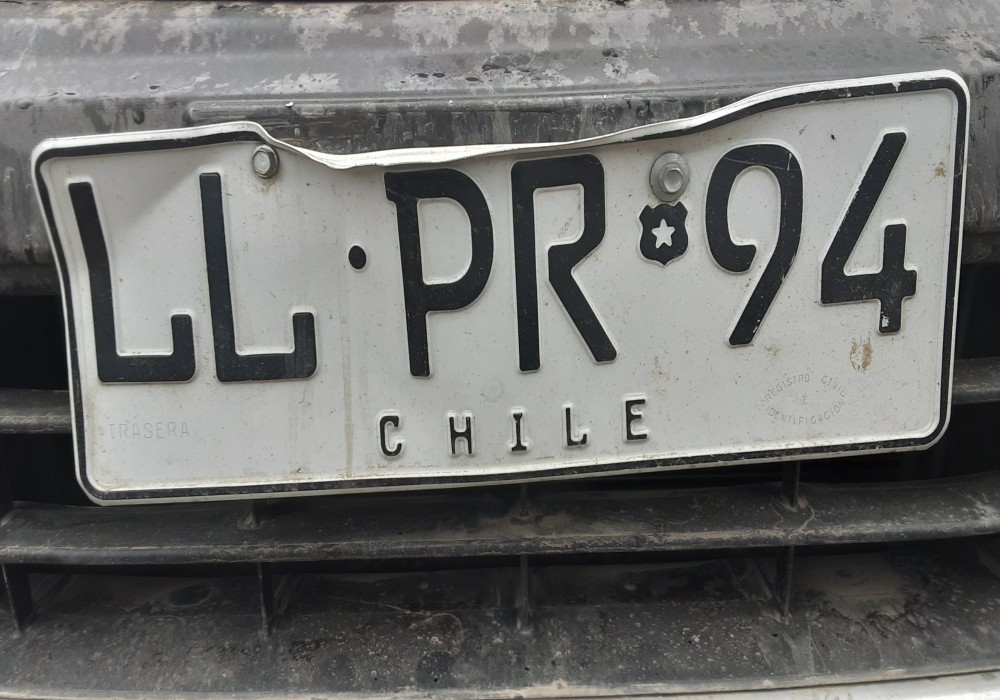 LL·PR 94
TRASERA
CHILE
REGISTRO CIVIL
E
IDENTIFICACION